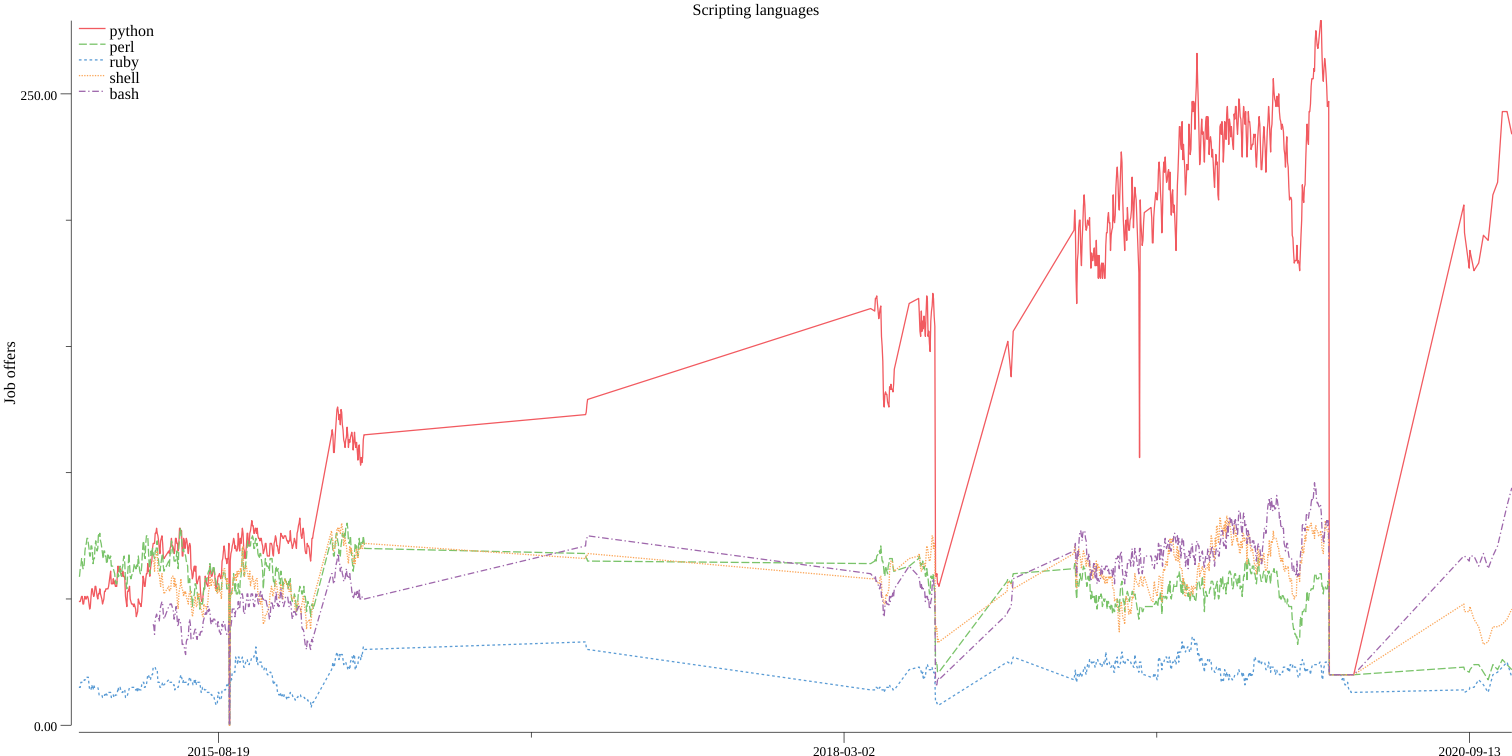 Scripting languages
python
perl
ruby
shell
bash
250.00
Job offers
0.00
2015-08-19
2018-03-02
2020-09-13